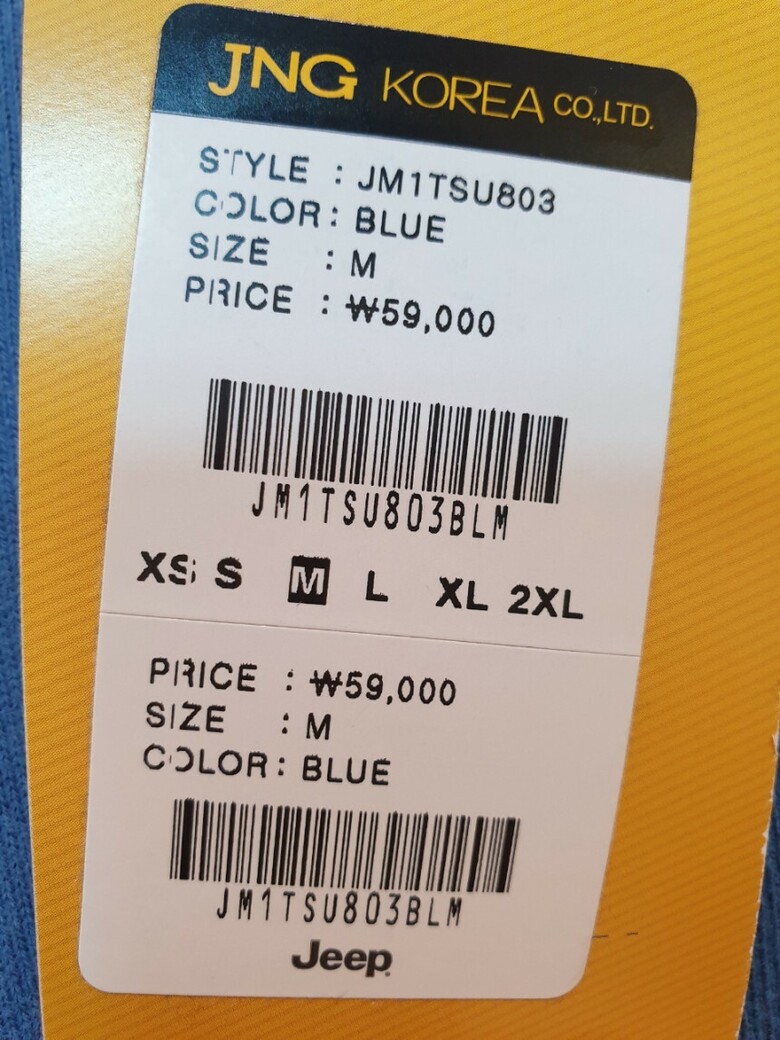 JNG KOREA CO.,LTD.
STYLE : JM1TSU803
COLOR : BLUE
SIZE : M
PRICE : ₩59,000
JM1TSU803BLM
XS S M L XL 2XL
PRICE : ₩59,000
SIZE : M
COLOR : BLUE
JM1TSU803BLM
Jeep